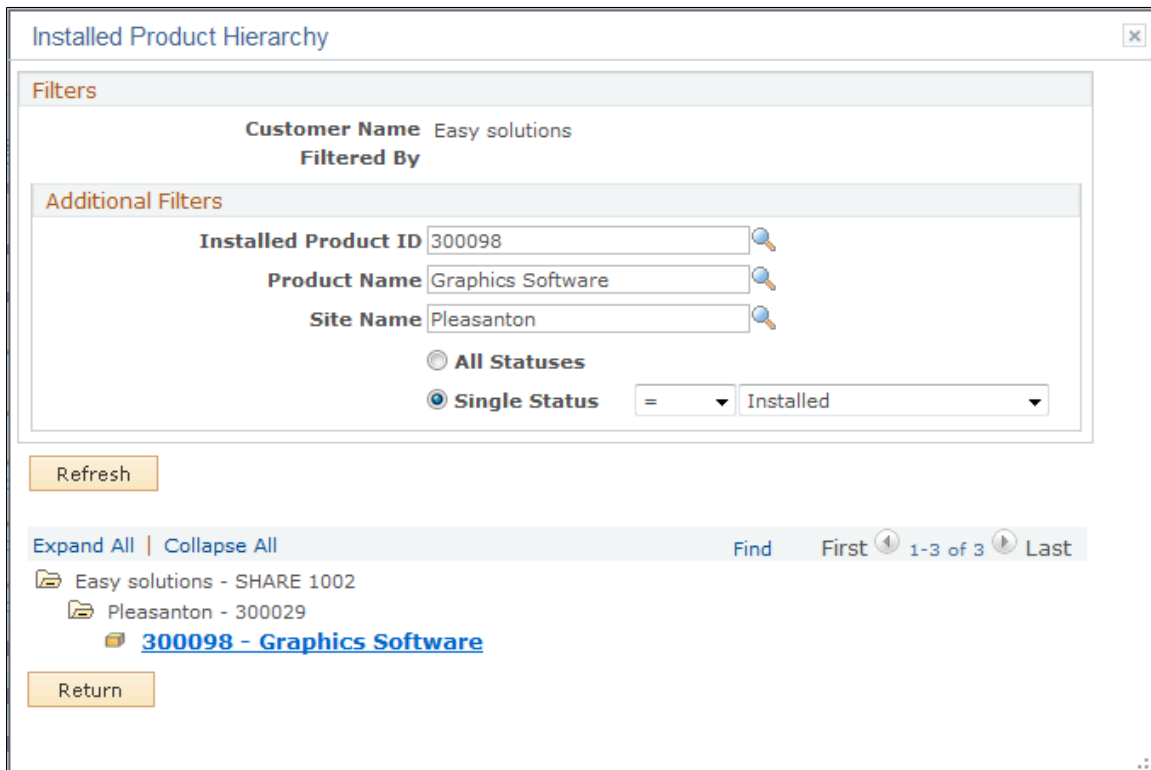 Installed Product Hierarchy
Filters
Customer Name Easy solutions
Filtered By
Additional Filters
Installed Product ID 300098
Product Name Graphics Software
Site Name Pleasanton
All Statuses
Single Status = Installed
Refresh
Expand All | Collapse All Find First 1-3 of 3 Last
Easy solutions - SHARE 1002
Pleasanton - 300029
300098 - Graphics Software
Return